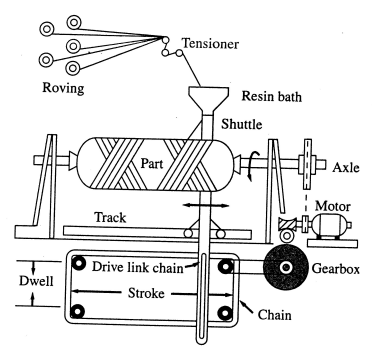 Tensioner
Roving
Resin bath
Shuttle
Part
Axle
Track
Motor
Drive link chain
Gearbox
Dwell
Stroke
Chain